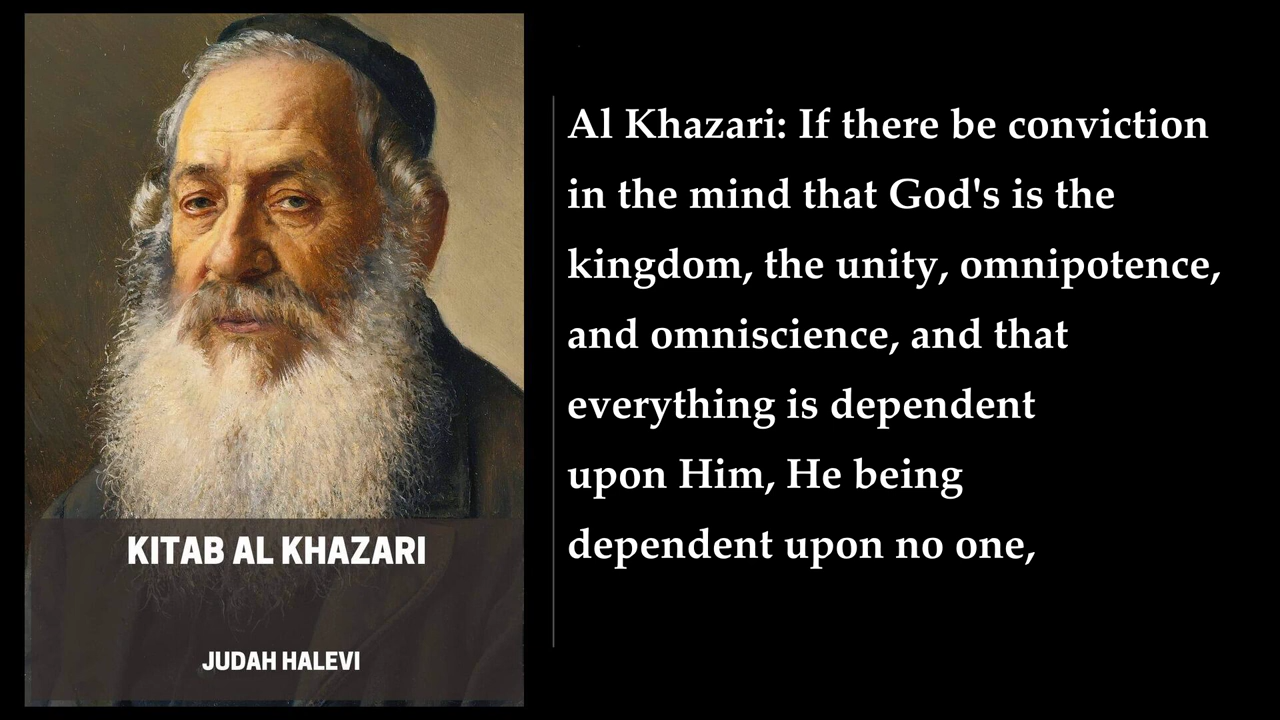 KITAB AL KHAZARI
JUDAH HALEVI
Al Khazari: If there be conviction
in the mind that God's is the
kingdom, the unity, omnipotence,
and omniscience, and that
everything is dependent
upon Him, He being
dependent upon no one,